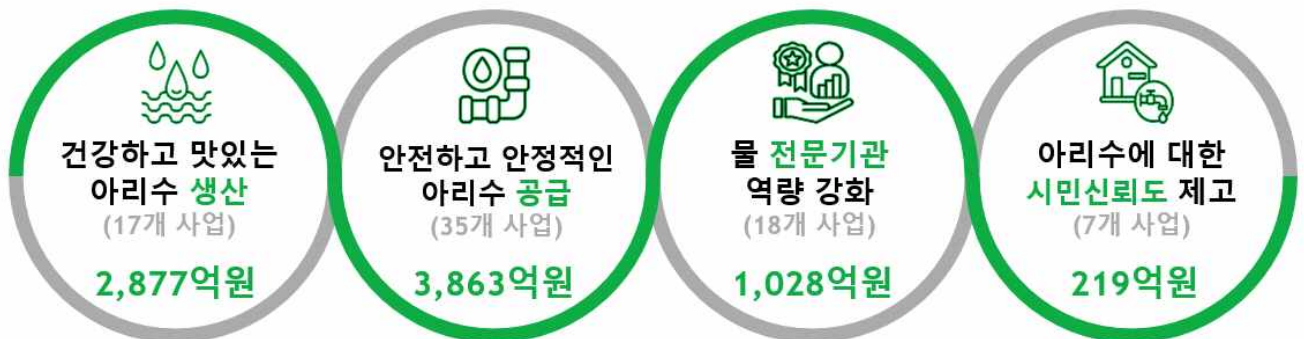 건강하고 맛있는
아리수 생산
(17개 사업)
2,877억원
안전하고 안정적인
아리수 공급
(35개 사업)
3,863억원
물 전문기관
역량 강화
(18개 사업)
1,028억원
아리수에 대한
시민신뢰도 제고
(7개 사업)
219억원